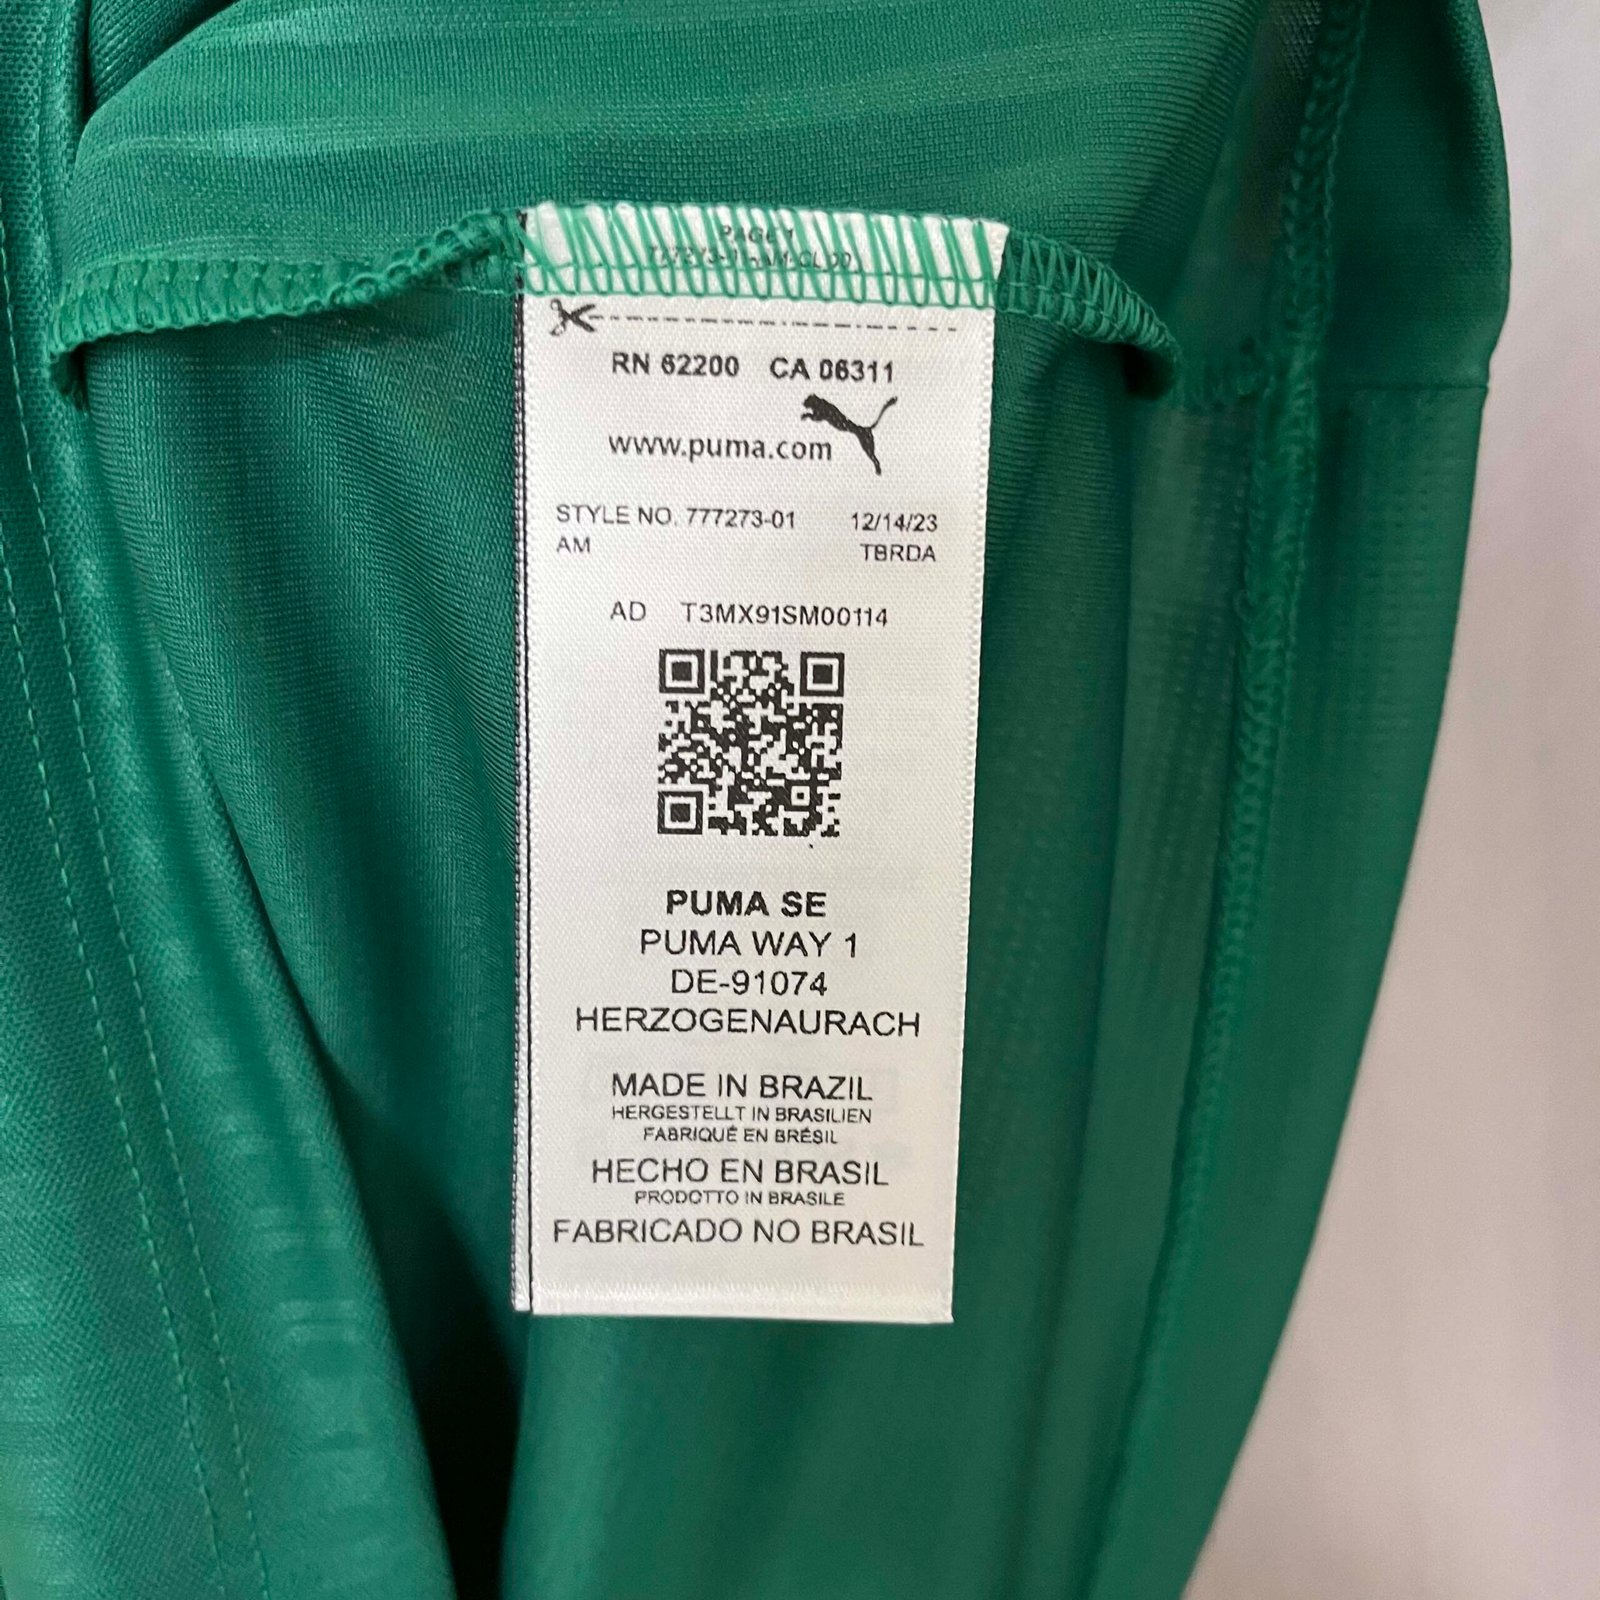 PAGE 1
RN 62200 CA 06311
www.puma.com
STYLE NO. 777273-01 12/14/23
AM TBRDA
AD T3MX91SM00114
PUMA SE
PUMA WAY 1
DE-91074
HERZOGENAURACH
MADE IN BRAZIL
HERGESTELLT IN BRASILIEN
FABRIQUÉ EN BRÉSIL
HECHO EN BRASIL
PRODOTTO IN BRASILE
FABRICADO NO BRASIL